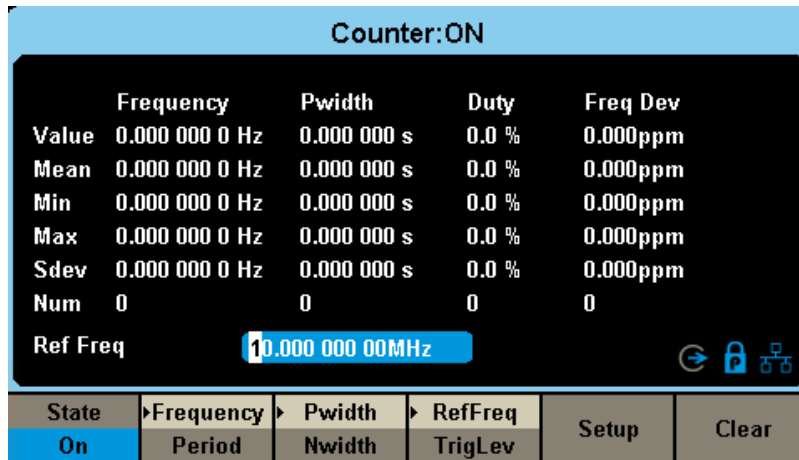 Counter:ON
Frequency Pwidth Duty Freq Dev
Value 0.000 000 0 Hz 0.000 000 s 0.0 % 0.000ppm
Mean 0.000 000 0 Hz 0.000 000 s 0.0 % 0.000ppm
Min 0.000 000 0 Hz 0.000 000 s 0.0 % 0.000ppm
Max 0.000 000 0 Hz 0.000 000 s 0.0 % 0.000ppm
Sdev 0.000 000 0 Hz 0.000 000 s 0.0 % 0.000ppm
Num 0 0 0 0
Ref Freq 10.000 000 00MHz
P
State Frequency Pwidth RefFreq Setup Clear
On Period Nwidth TrigLev